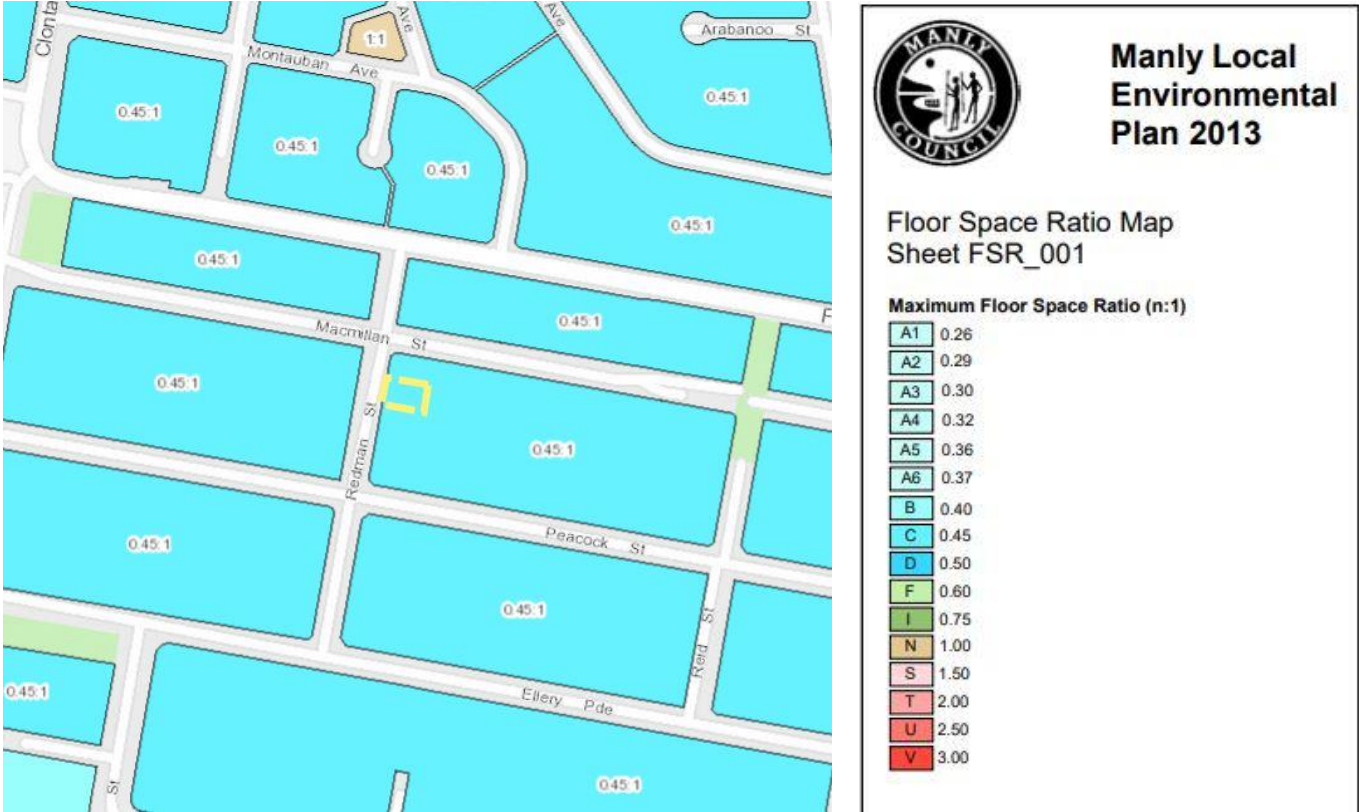 Clonta
Ave
1:1
Montauban Ave
Ave
Arabanoo St
0.45:1
0.45:1
0.45:1
0.45:1
0.45:1
0.45:1
0.45:1
F
Macmillan St
0.45:1
Redman St
0.45:1
Peacock St
0.45:1
0.45:1
Reid St
0.45:1
Ellery Pde
0.45:1
St
MANLY
COUNCIL
Manly Local
Environmental
Plan 2013
Floor Space Ratio Map
Sheet FSR_001
Maximum Floor Space Ratio (n:1)
A1 0.26
A2 0.29
A3 0.30
A4 0.32
A5 0.36
A6 0.37
B 0.40
C 0.45
D 0.50
F 0.60
I 0.75
N 1.00
S 1.50
T 2.00
U 2.50
V 3.00